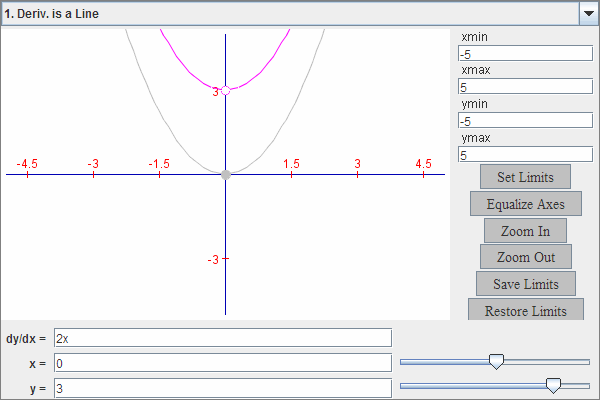 1. Deriv. is a Line
xmin
-5
xmax
5
ymin
-5
ymax
5
Set Limits
Equalize Axes
Zoom In
Zoom Out
Save Limits
Restore Limits
3
-4.5 -3 -1.5 1.5 3 4.5
-3
dy/dx = 2x
x = 0
y = 3